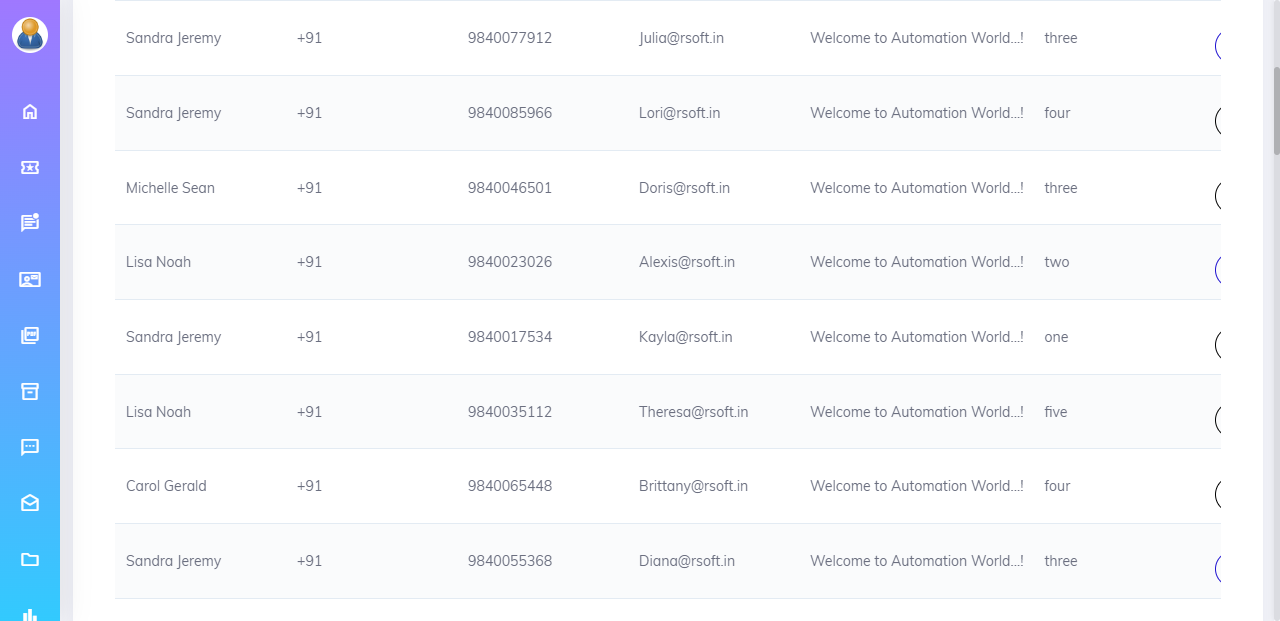 Sandra Jeremy +91 9840077912 Julia@rsoft.in Welcome to Automation World...! three
Sandra Jeremy +91 9840085966 Lori@rsoft.in Welcome to Automation World...! four
Michelle Sean +91 9840046501 Doris@rsoft.in Welcome to Automation World...! three
Lisa Noah +91 9840023026 Alexis@rsoft.in Welcome to Automation World...! two
Sandra Jeremy +91 9840017534 Kayla@rsoft.in Welcome to Automation World...! one
Lisa Noah +91 9840035112 Theresa@rsoft.in Welcome to Automation World...! five
Carol Gerald +91 9840065448 Brittany@rsoft.in Welcome to Automation World...! four
Sandra Jeremy +91 9840055368 Diana@rsoft.in Welcome to Automation World...! three